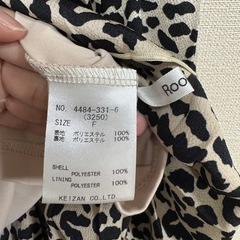 NO. 4484-331-6
(3250)
SIZE F
表地 ポリエステル 100%
裏地 ポリエステル 100%
SHELL
POLYESTER 100%
LINING
POLYESTER 100%
KEIZAN CO.,LTD